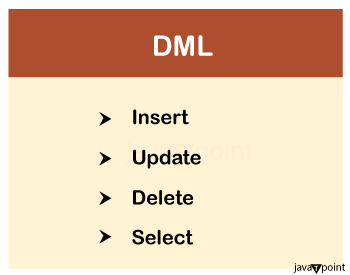 DML
Insert
Update
Delete
Select
javaTpoint